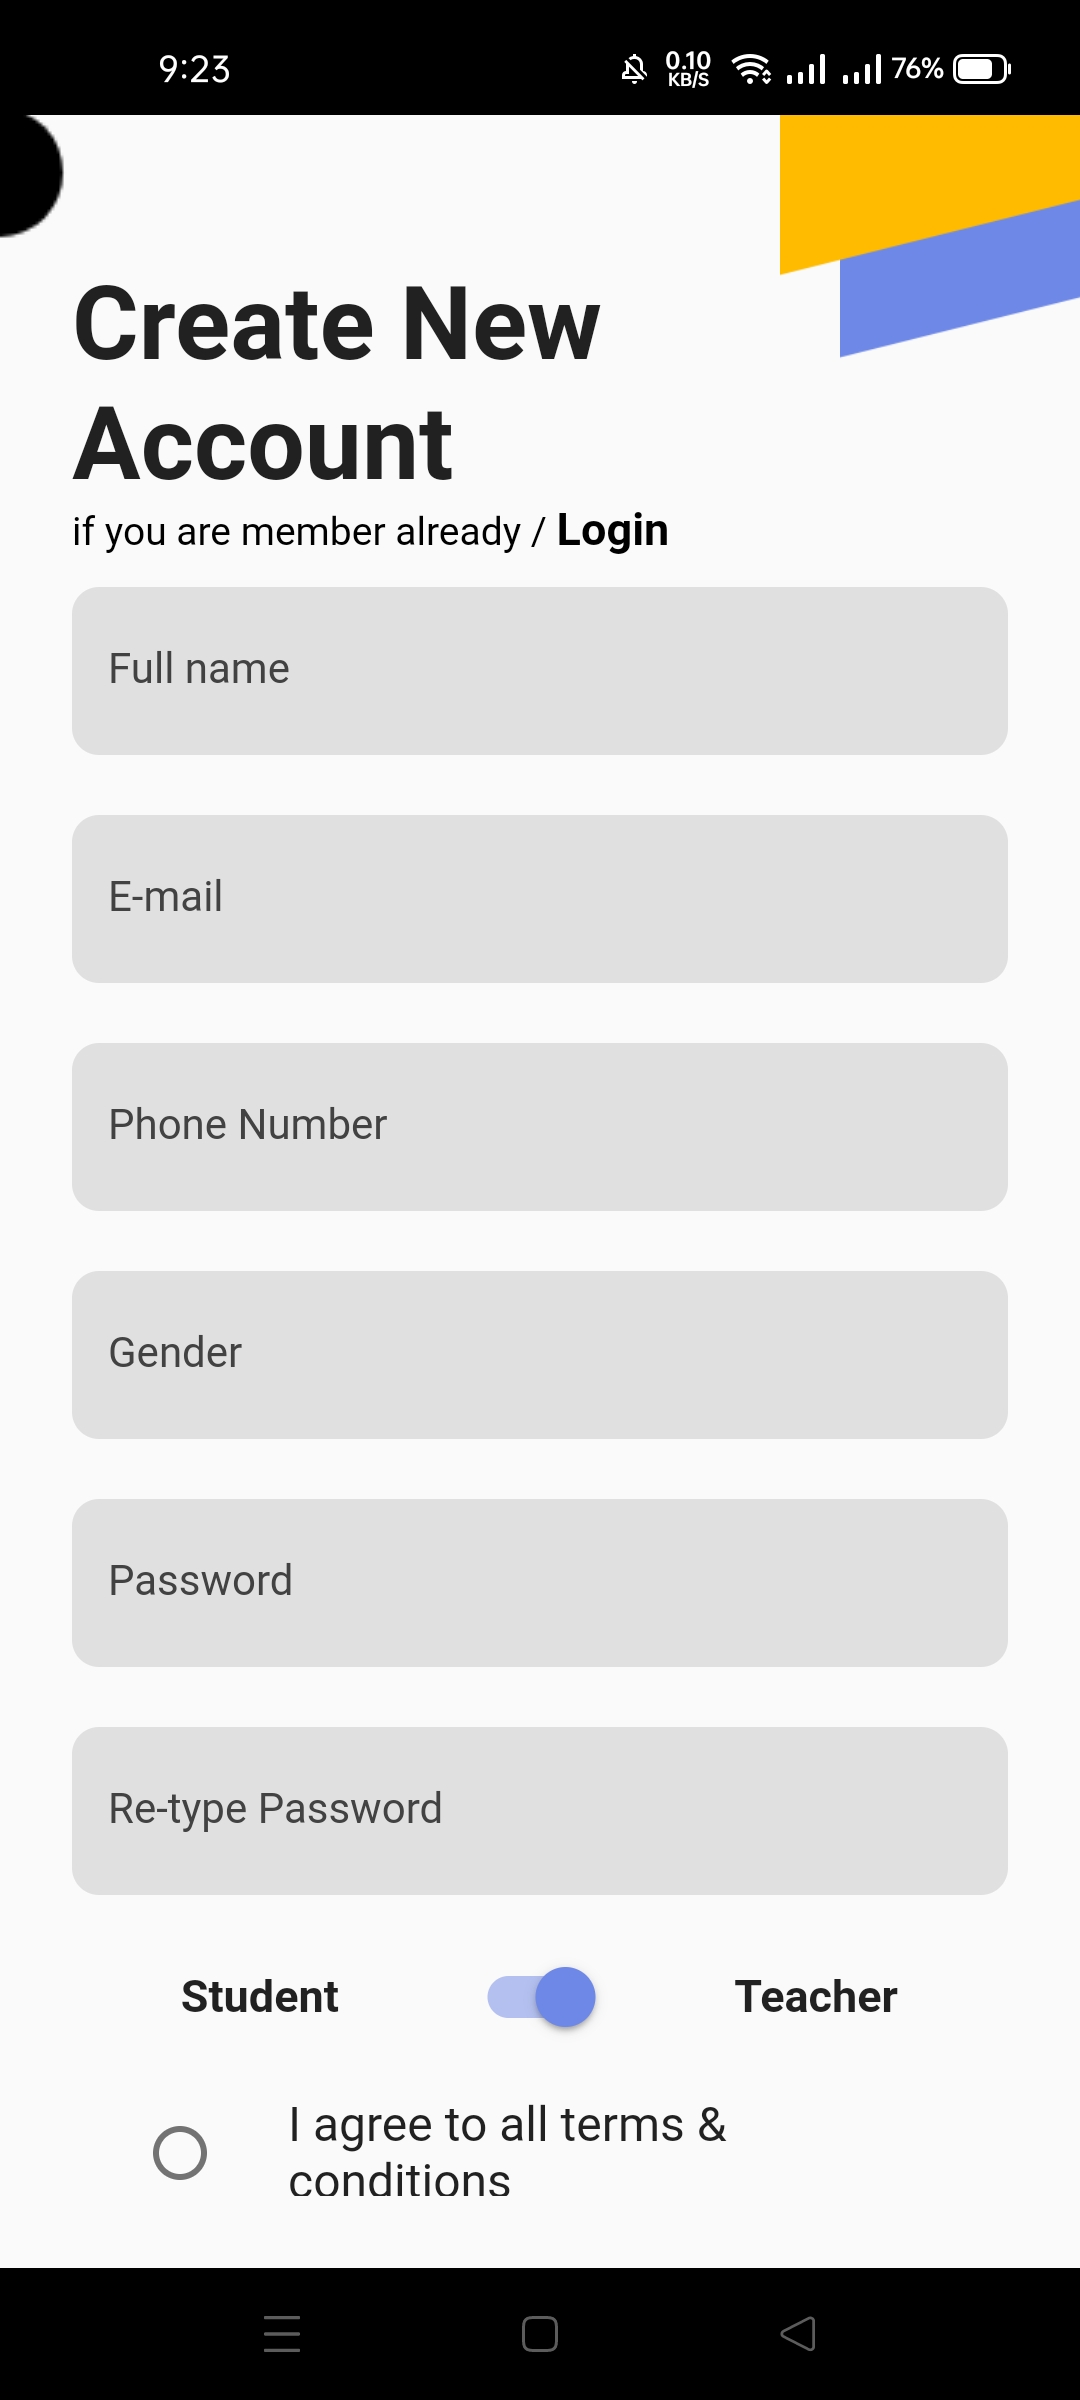 9:23
0.10
KB/S
76%
Create New
Account
if you are member already / Login
Full name
E-mail
Phone Number
Gender
Password
Re-type Password
Student
Teacher
I agree to all terms &
conditions